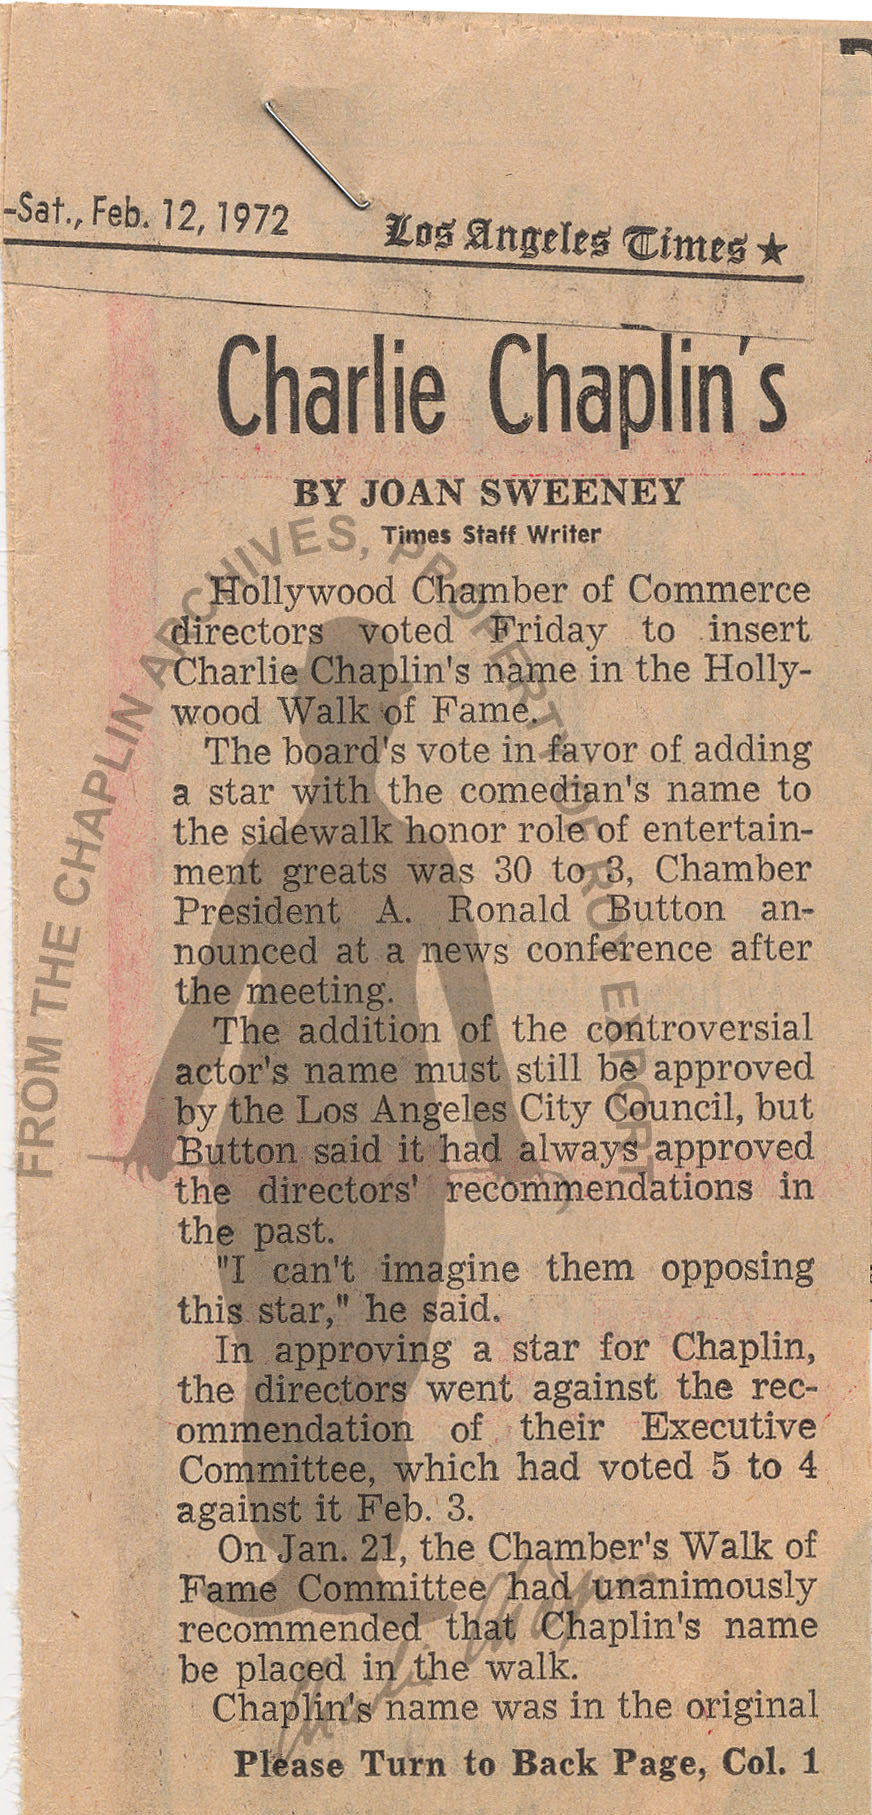 -Sat., Feb. 12, 1972
Los Angeles Times ★
Charlie Chaplin's
BY JOAN SWEENEY
Times Staff Writer
Hollywood Chamber of Commerce
directors voted Friday to insert
Charlie Chaplin's name in the Holly-
wood Walk of Fame.
The board's vote in favor of adding
a star with the comedian's name to
the sidewalk honor role of entertain-
ment greats was 30 to 3, Chamber
President A. Ronald Button an-
nounced at a news conference after
the meeting.
The addition of the controversial
actor's name must still be approved
by the Los Angeles City Council, but
Button said it had always approved
the directors' recommendations in
the past.
"I can't imagine them opposing
this star," he said.
In approving a star for Chaplin,
the directors went against the rec-
ommendation of their Executive
Committee, which had voted 5 to 4
against it Feb. 3.
On Jan. 21, the Chamber's Walk of
Fame Committee had unanimously
recommended that Chaplin's name
be placed in the walk.
Chaplin's name was in the original
Please Turn to Back Page, Col. 1
FROM THE CHAPLIN ARCHIVES, PROPERTY OF ROY EXPORT